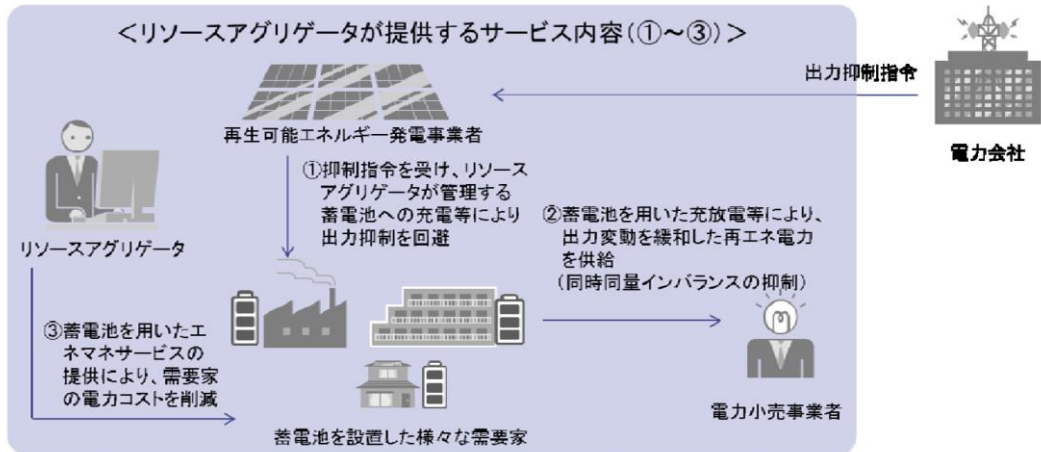 ＜リソースアグリゲータが提供するサービス内容（①～③）＞
出力抑制指令
再生可能エネルギー発電事業者
電力会社
①抑制指令を受け、リソース
アグリゲータが管理する
蓄電池への充電等により
出力抑制を回避
リソースアグリゲータ
②蓄電池を用いた充放電等により、
出力変動を緩和した再エネ電力
を供給
（同時同量インバランスの抑制）
③蓄電池を用いたエ
ネマネサービスの
提供により、需要家
の電力コストを削減
電力小売事業者
蓄電池を設置した様々な需要家